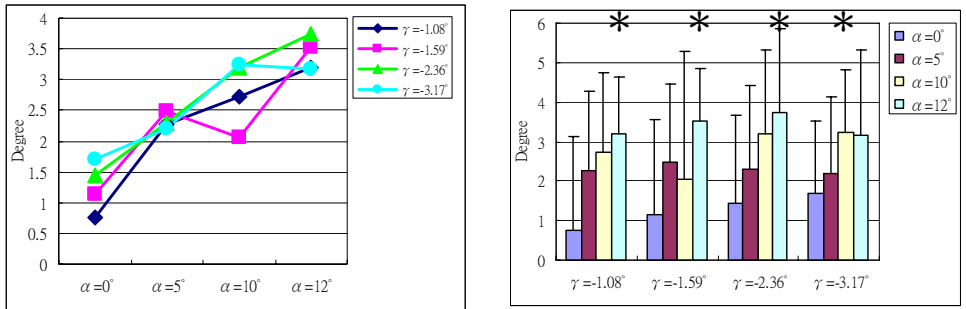 4
3.5
3
2.5
2
1.5
1
0.5
0
Degree
α=0° α=5° α=10° α=12°
γ=-1.08°
γ=-1.59°
γ=-2.36°
γ=-3.17°
* * * *
6
5
4
3
2
1
0
Degree
γ=-1.08° γ=-1.59° γ=-2.36° γ=-3.17°
α=0°
α=5°
α=10°
α=12°